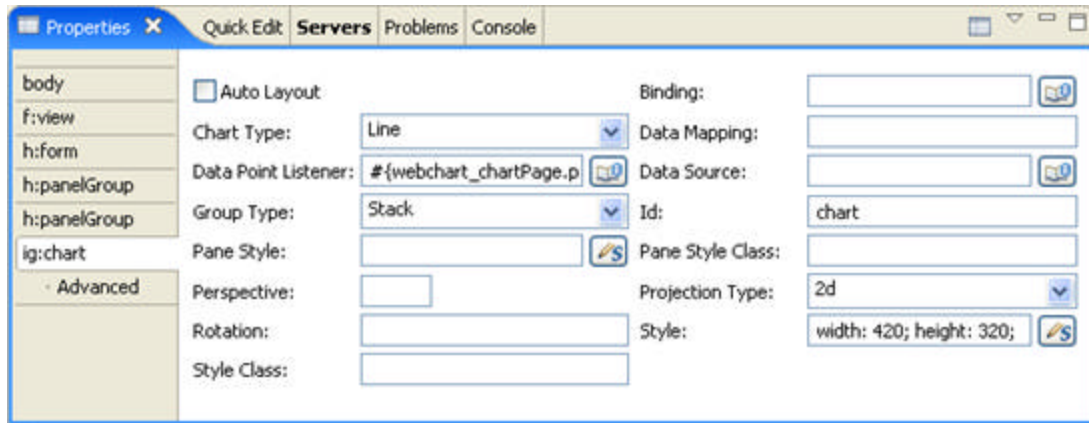 Properties Quick Edit Servers Problems Console
body
f:view
h:form
h:panelGroup
h:panelGroup
ig:chart
· Advanced
Auto Layout Binding:
Chart Type: Line Data Mapping:
Data Point Listener: #{webchart_chartPage.p Data Source:
Group Type: Stack Id: chart
Pane Style: Pane Style Class:
Perspective: Projection Type: 2d
Rotation: Style: width: 420; height: 320;
Style Class: